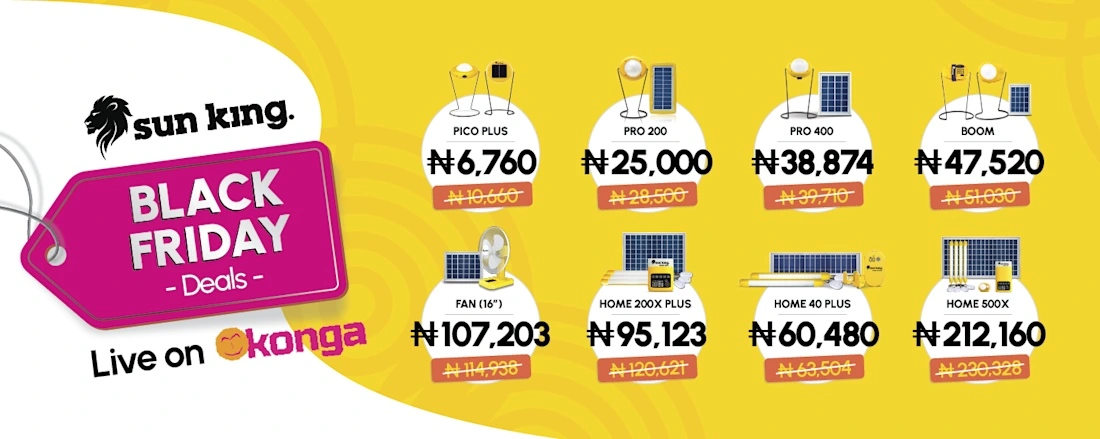 sun king.
BLACK
FRIDAY
- Deals -
Live on konga
PICO PLUS
₦6,760
₦10,660
PRO 200
₦25,000
₦28,500
PRO 400
₦38,874
₦39,710
BOOM
₦47,520
₦51,030
FAN (16”)
₦107,203
₦114,938
HOME 200X PLUS
₦95,123
₦120,621
HOME 40 PLUS
₦60,480
₦63,504
HOME 500X
₦212,160
₦230,328